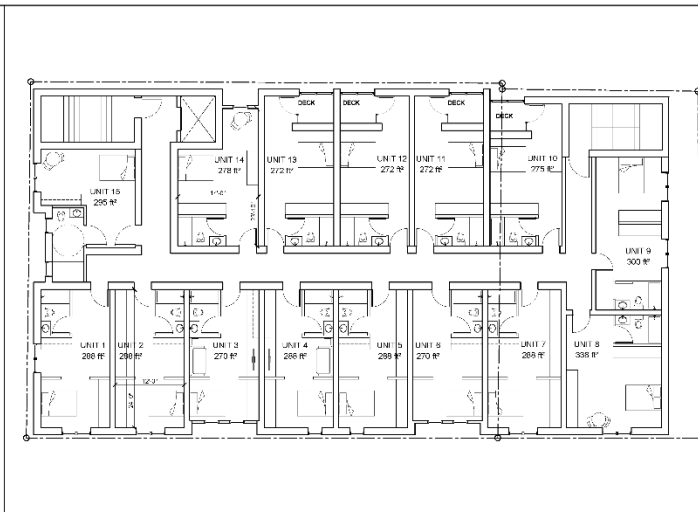 DECK
DECK
DECK
DECK
UNIT 14
278 ft²
UNIT 13
272 ft²
UNIT 12
272 ft²
UNIT 11
272 ft²
UNIT 10
275 ft²
UNIT 15
295 ft²
UNIT 9
300 ft²
UNIT 1
288 ft²
UNIT 2
288 ft²
UNIT 3
270 ft²
UNIT 4
288 ft²
UNIT 5
288 ft²
UNIT 6
270 ft²
UNIT 7
288 ft²
UNIT 8
338 ft²
12'-0"